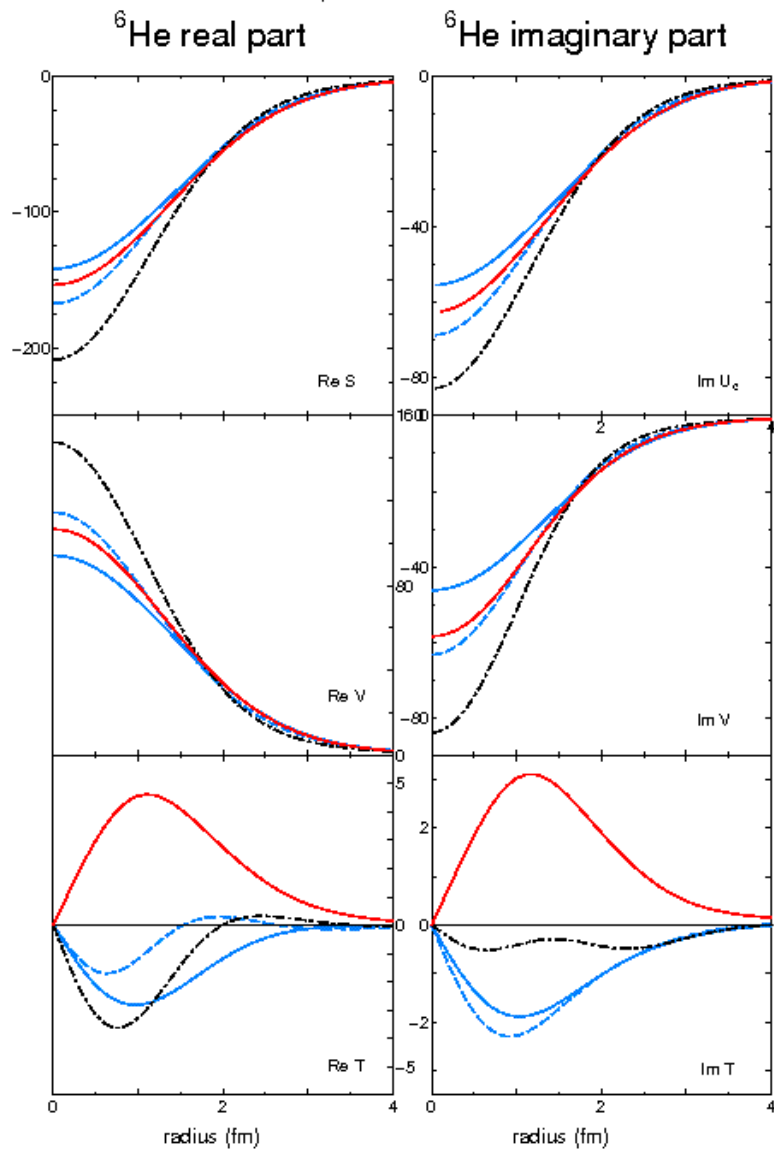 ⁶He real part ⁶He imaginary part
0 0
−100 −40
−200 −80
Re S Im U_c
160 0 2 4
80 −40
Re V Im V
0 −80
5 2
0 0
−5 −2
Re T Im T
0 2 4 0 2 4
radius (fm) radius (fm)